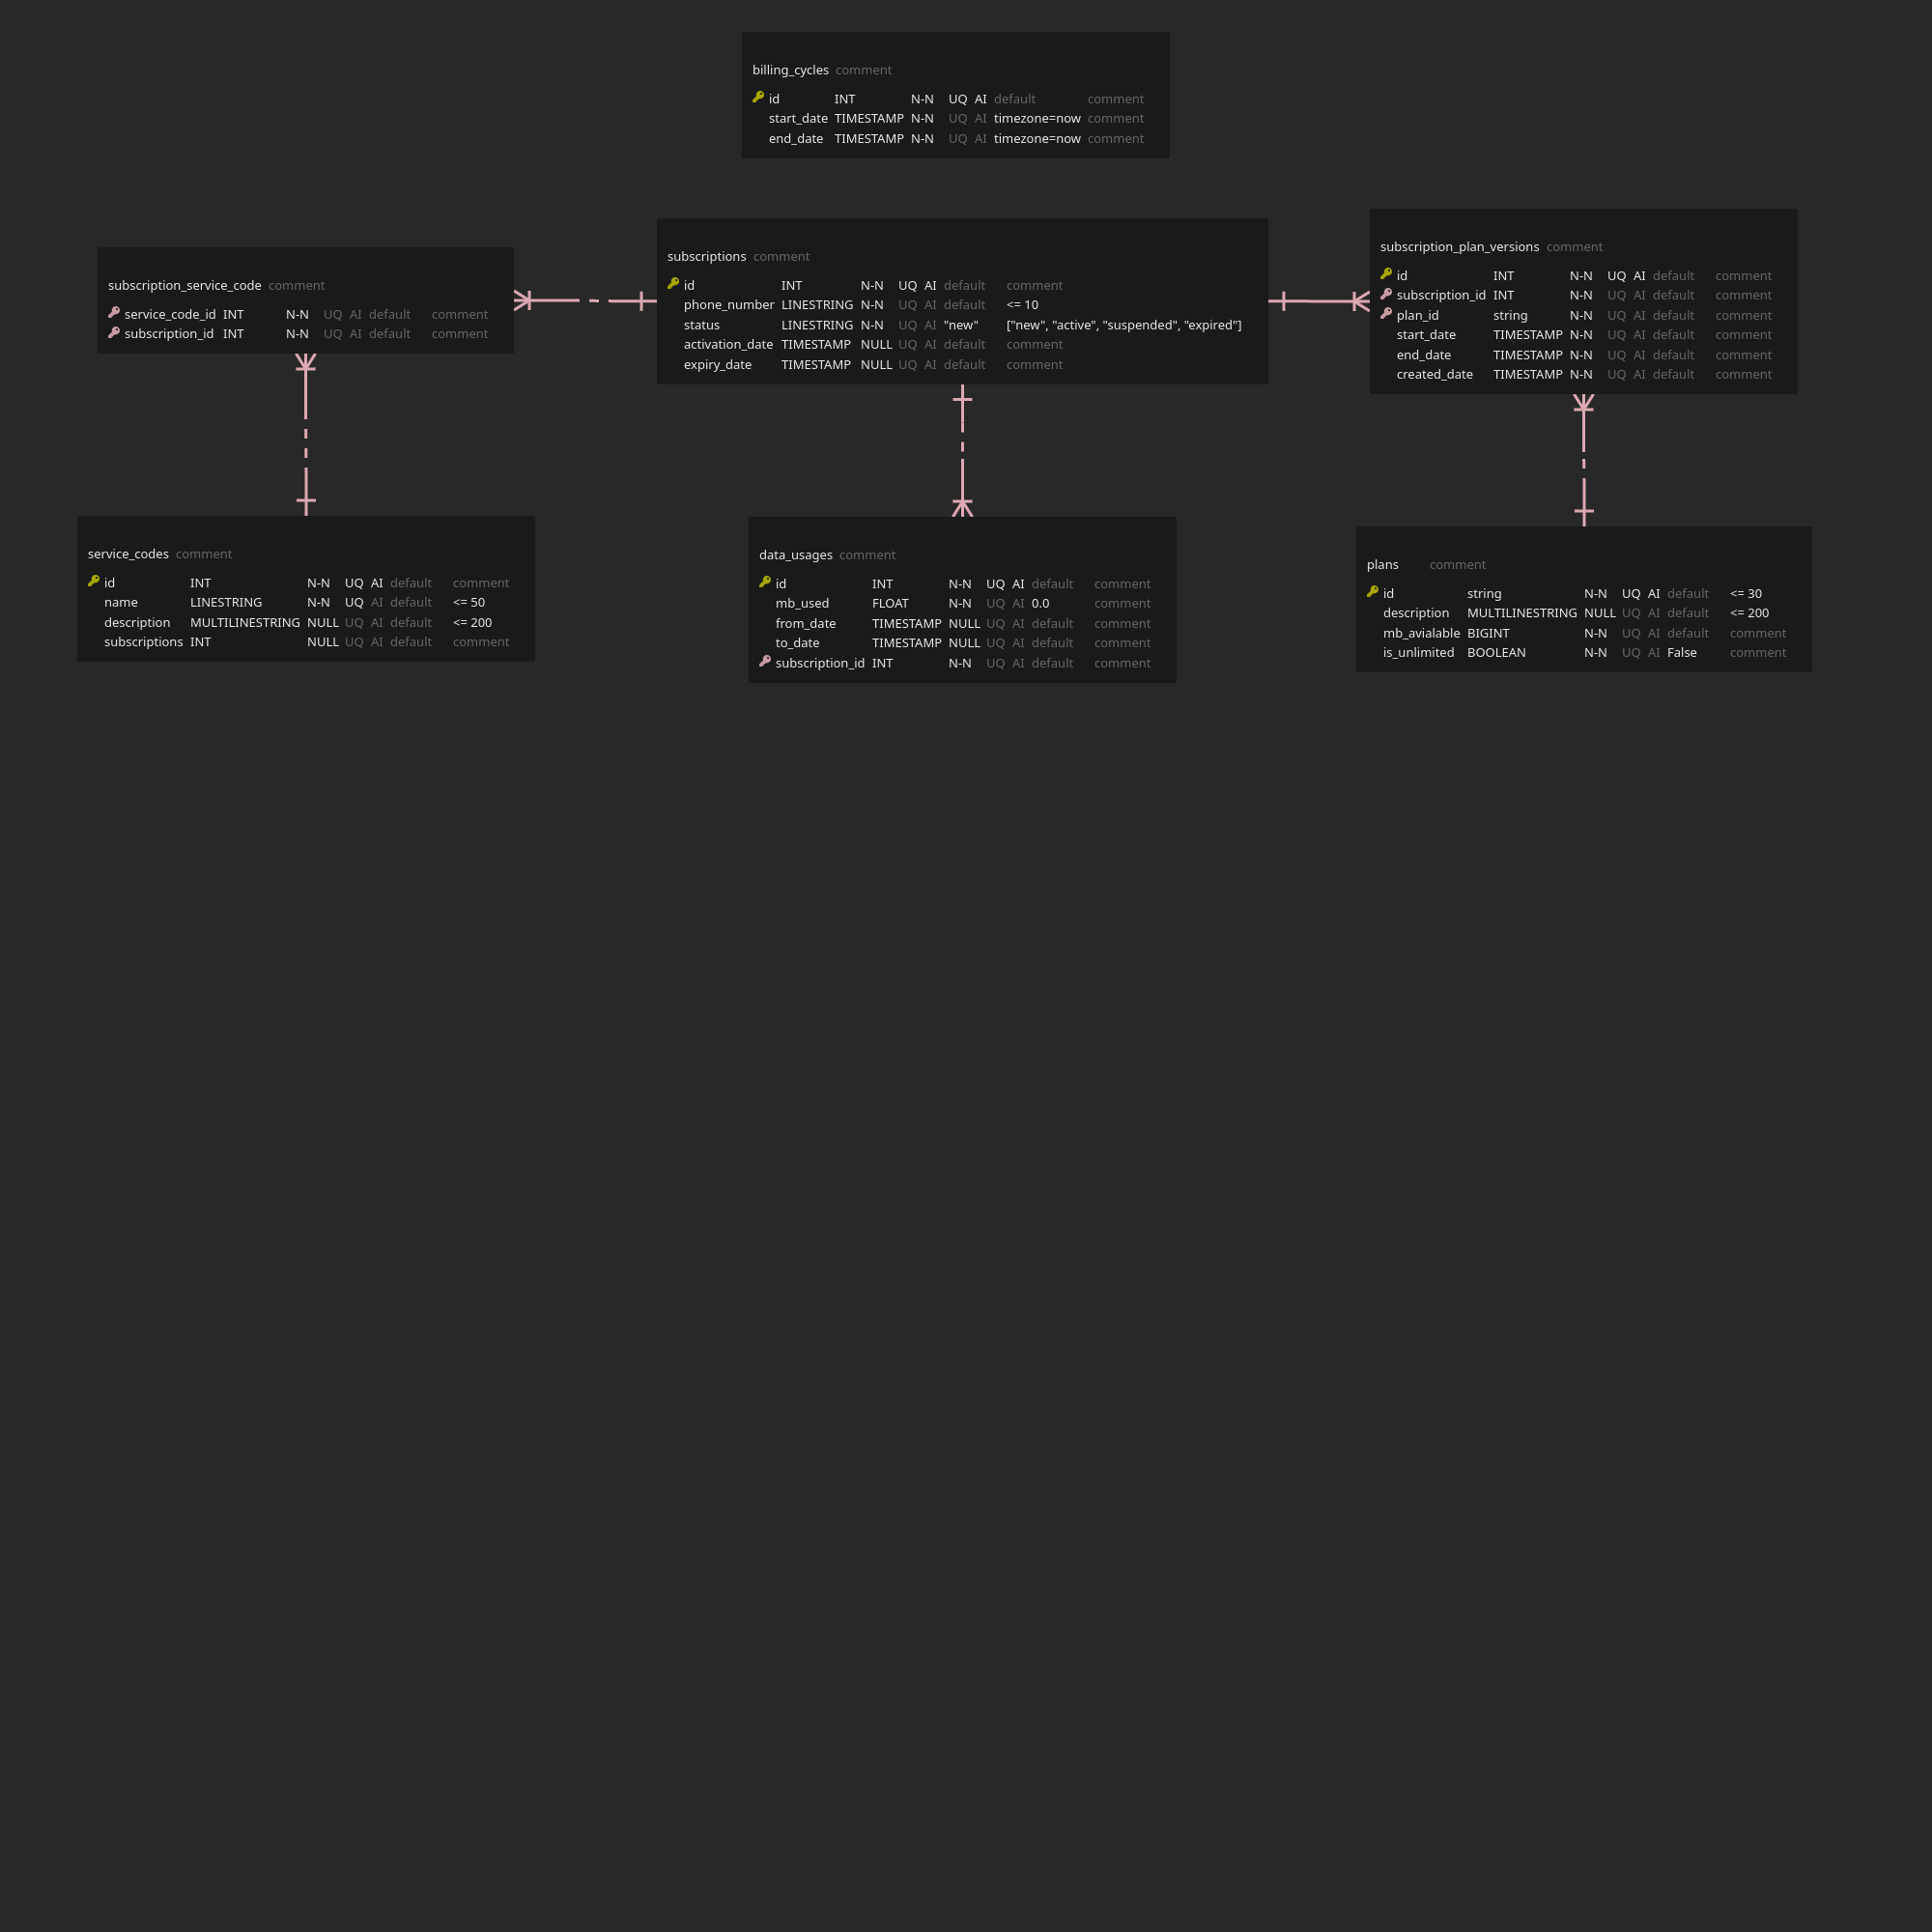 billing_cycles comment
id INT N-N UQ AI default comment
start_date TIMESTAMP N-N UQ AI timezone=now comment
end_date TIMESTAMP N-N UQ AI timezone=now comment
subscription_service_code comment
service_code_id INT N-N UQ AI default comment
subscription_id INT N-N UQ AI default comment
subscriptions comment
id INT N-N UQ AI default comment
phone_number LINESTRING N-N UQ AI default <= 10
status LINESTRING N-N UQ AI "new" ["new", "active", "suspended", "expired"]
activation_date TIMESTAMP NULL UQ AI default comment
expiry_date TIMESTAMP NULL UQ AI default comment
subscription_plan_versions comment
id INT N-N UQ AI default comment
subscription_id INT N-N UQ AI default comment
plan_id string N-N UQ AI default comment
start_date TIMESTAMP N-N UQ AI default comment
end_date TIMESTAMP N-N UQ AI default comment
created_date TIMESTAMP N-N UQ AI default comment
service_codes comment
id INT N-N UQ AI default comment
name LINESTRING N-N UQ AI default <= 50
description MULTILINESTRING NULL UQ AI default <= 200
subscriptions INT NULL UQ AI default comment
data_usages comment
id INT N-N UQ AI default comment
mb_used FLOAT N-N UQ AI 0.0 comment
from_date TIMESTAMP NULL UQ AI default comment
to_date TIMESTAMP NULL UQ AI default comment
subscription_id INT N-N UQ AI default comment
plans comment
id string N-N UQ AI default <= 30
description MULTILINESTRING NULL UQ AI default <= 200
mb_avialable BIGINT N-N UQ AI default comment
is_unlimited BOOLEAN N-N UQ AI False comment